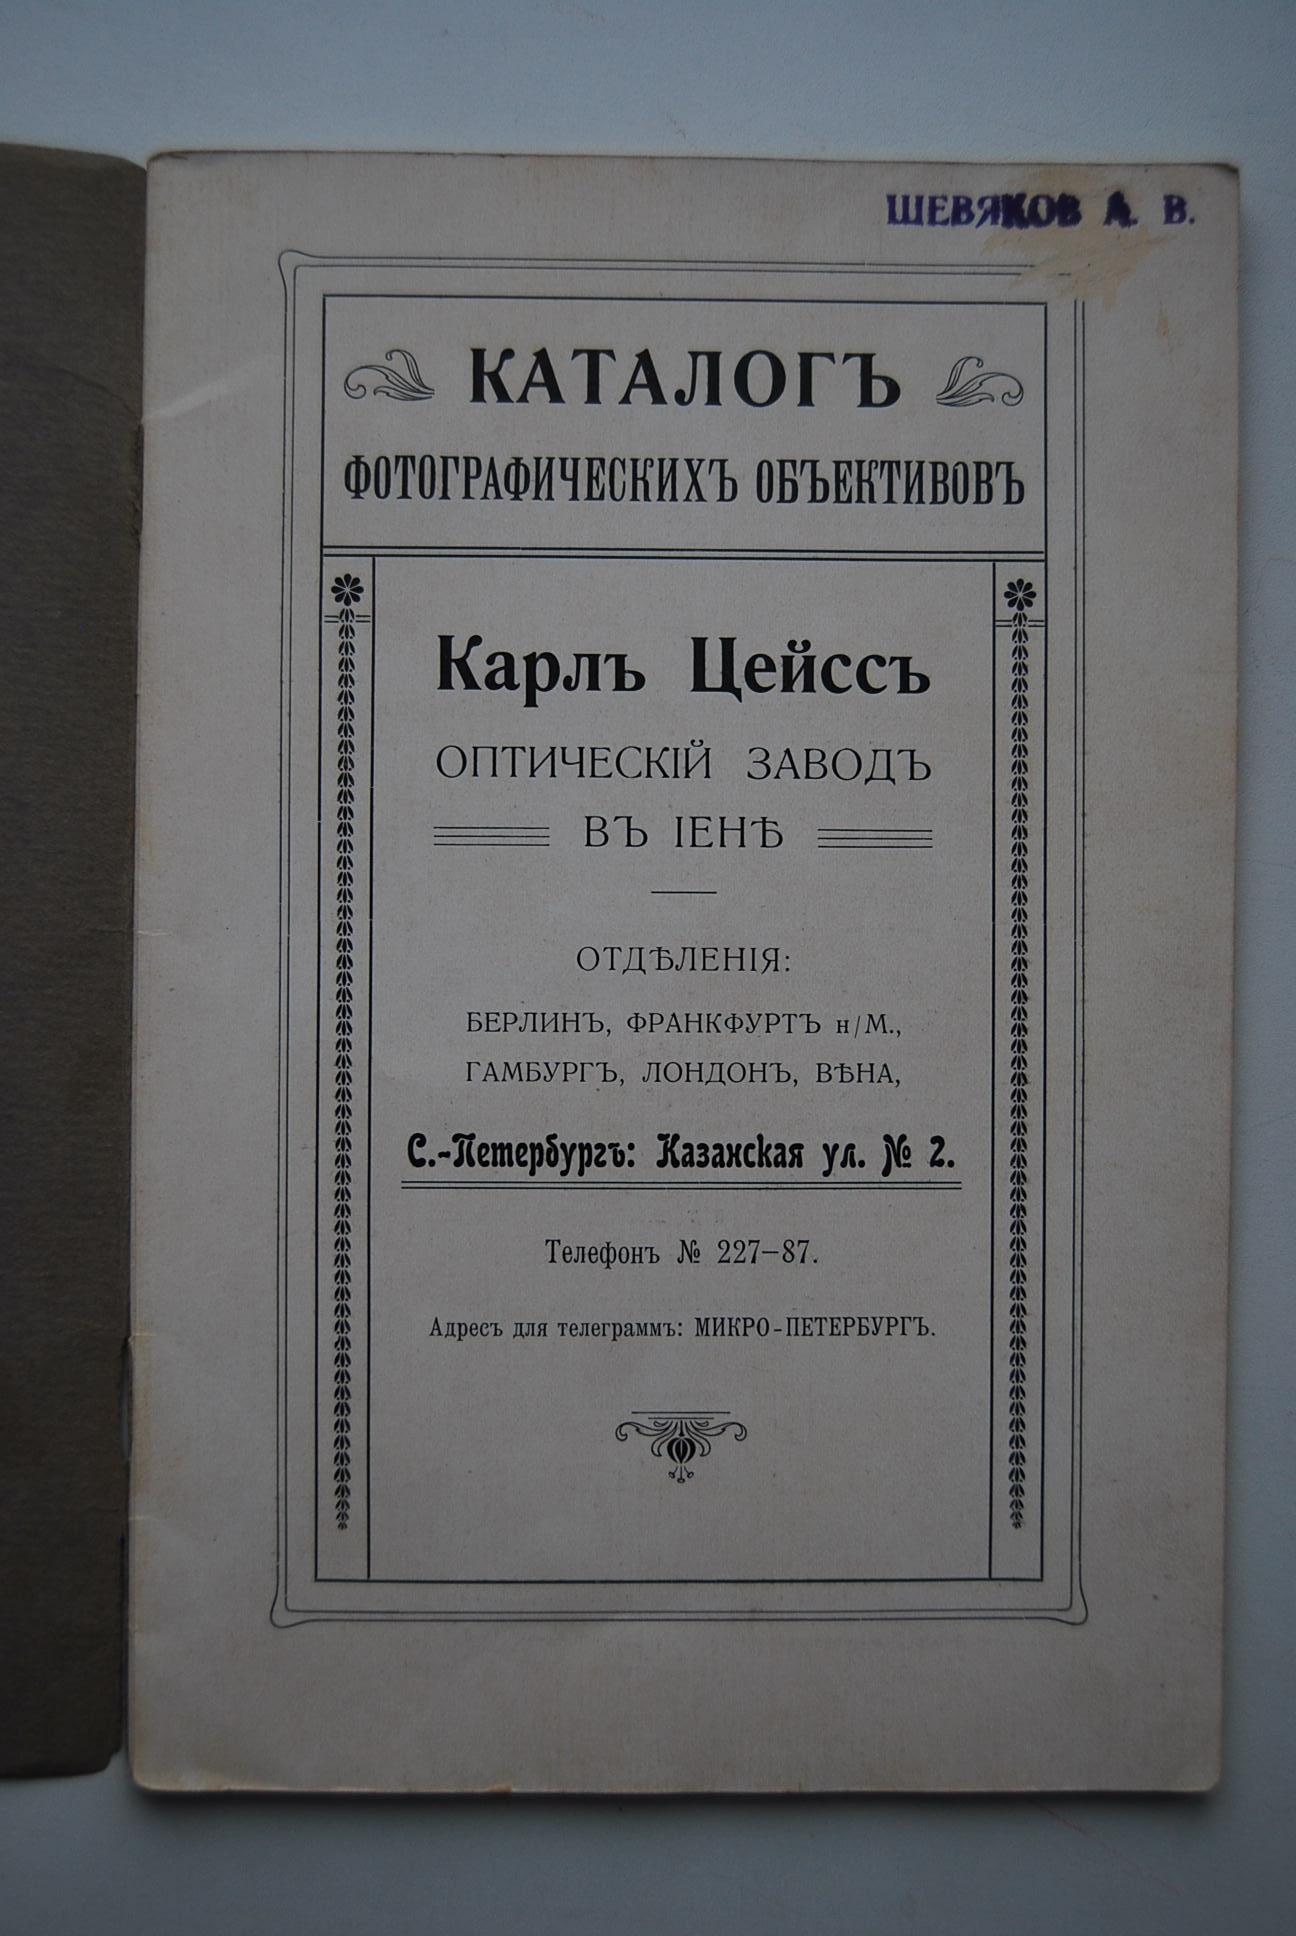 ШЕВЯКОВ А. В.
КАТАЛОГЪ
ФОТОГРАФИЧЕСКИХЪ ОБЪЕКТИВОВЪ
Карлъ Цейссъ
ОПТИЧЕСКІЙ ЗАВОДЪ
ВЪ ІЕНѢ
ОТДѢЛЕНІЯ:
БЕРЛИНЪ, ФРАНКФУРТЪ н/М.,
ГАМБУРГЪ, ЛОНДОНЪ, ВѢНА,
С.-Петербургъ: Казанская ул. № 2.
Телефонъ № 227–87.
Адресъ для телеграммъ: МИКРО-ПЕТЕРБУРГЪ.